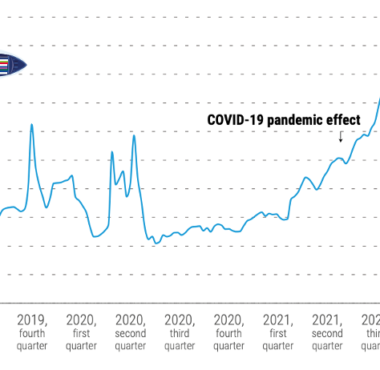 COVID-19 pandemic effect
2019, 2020, 2020, 2020, 2020, 2021, 2021,
fourth first second third fourth first second
quarter quarter quarter quarter quarter quarter quarter